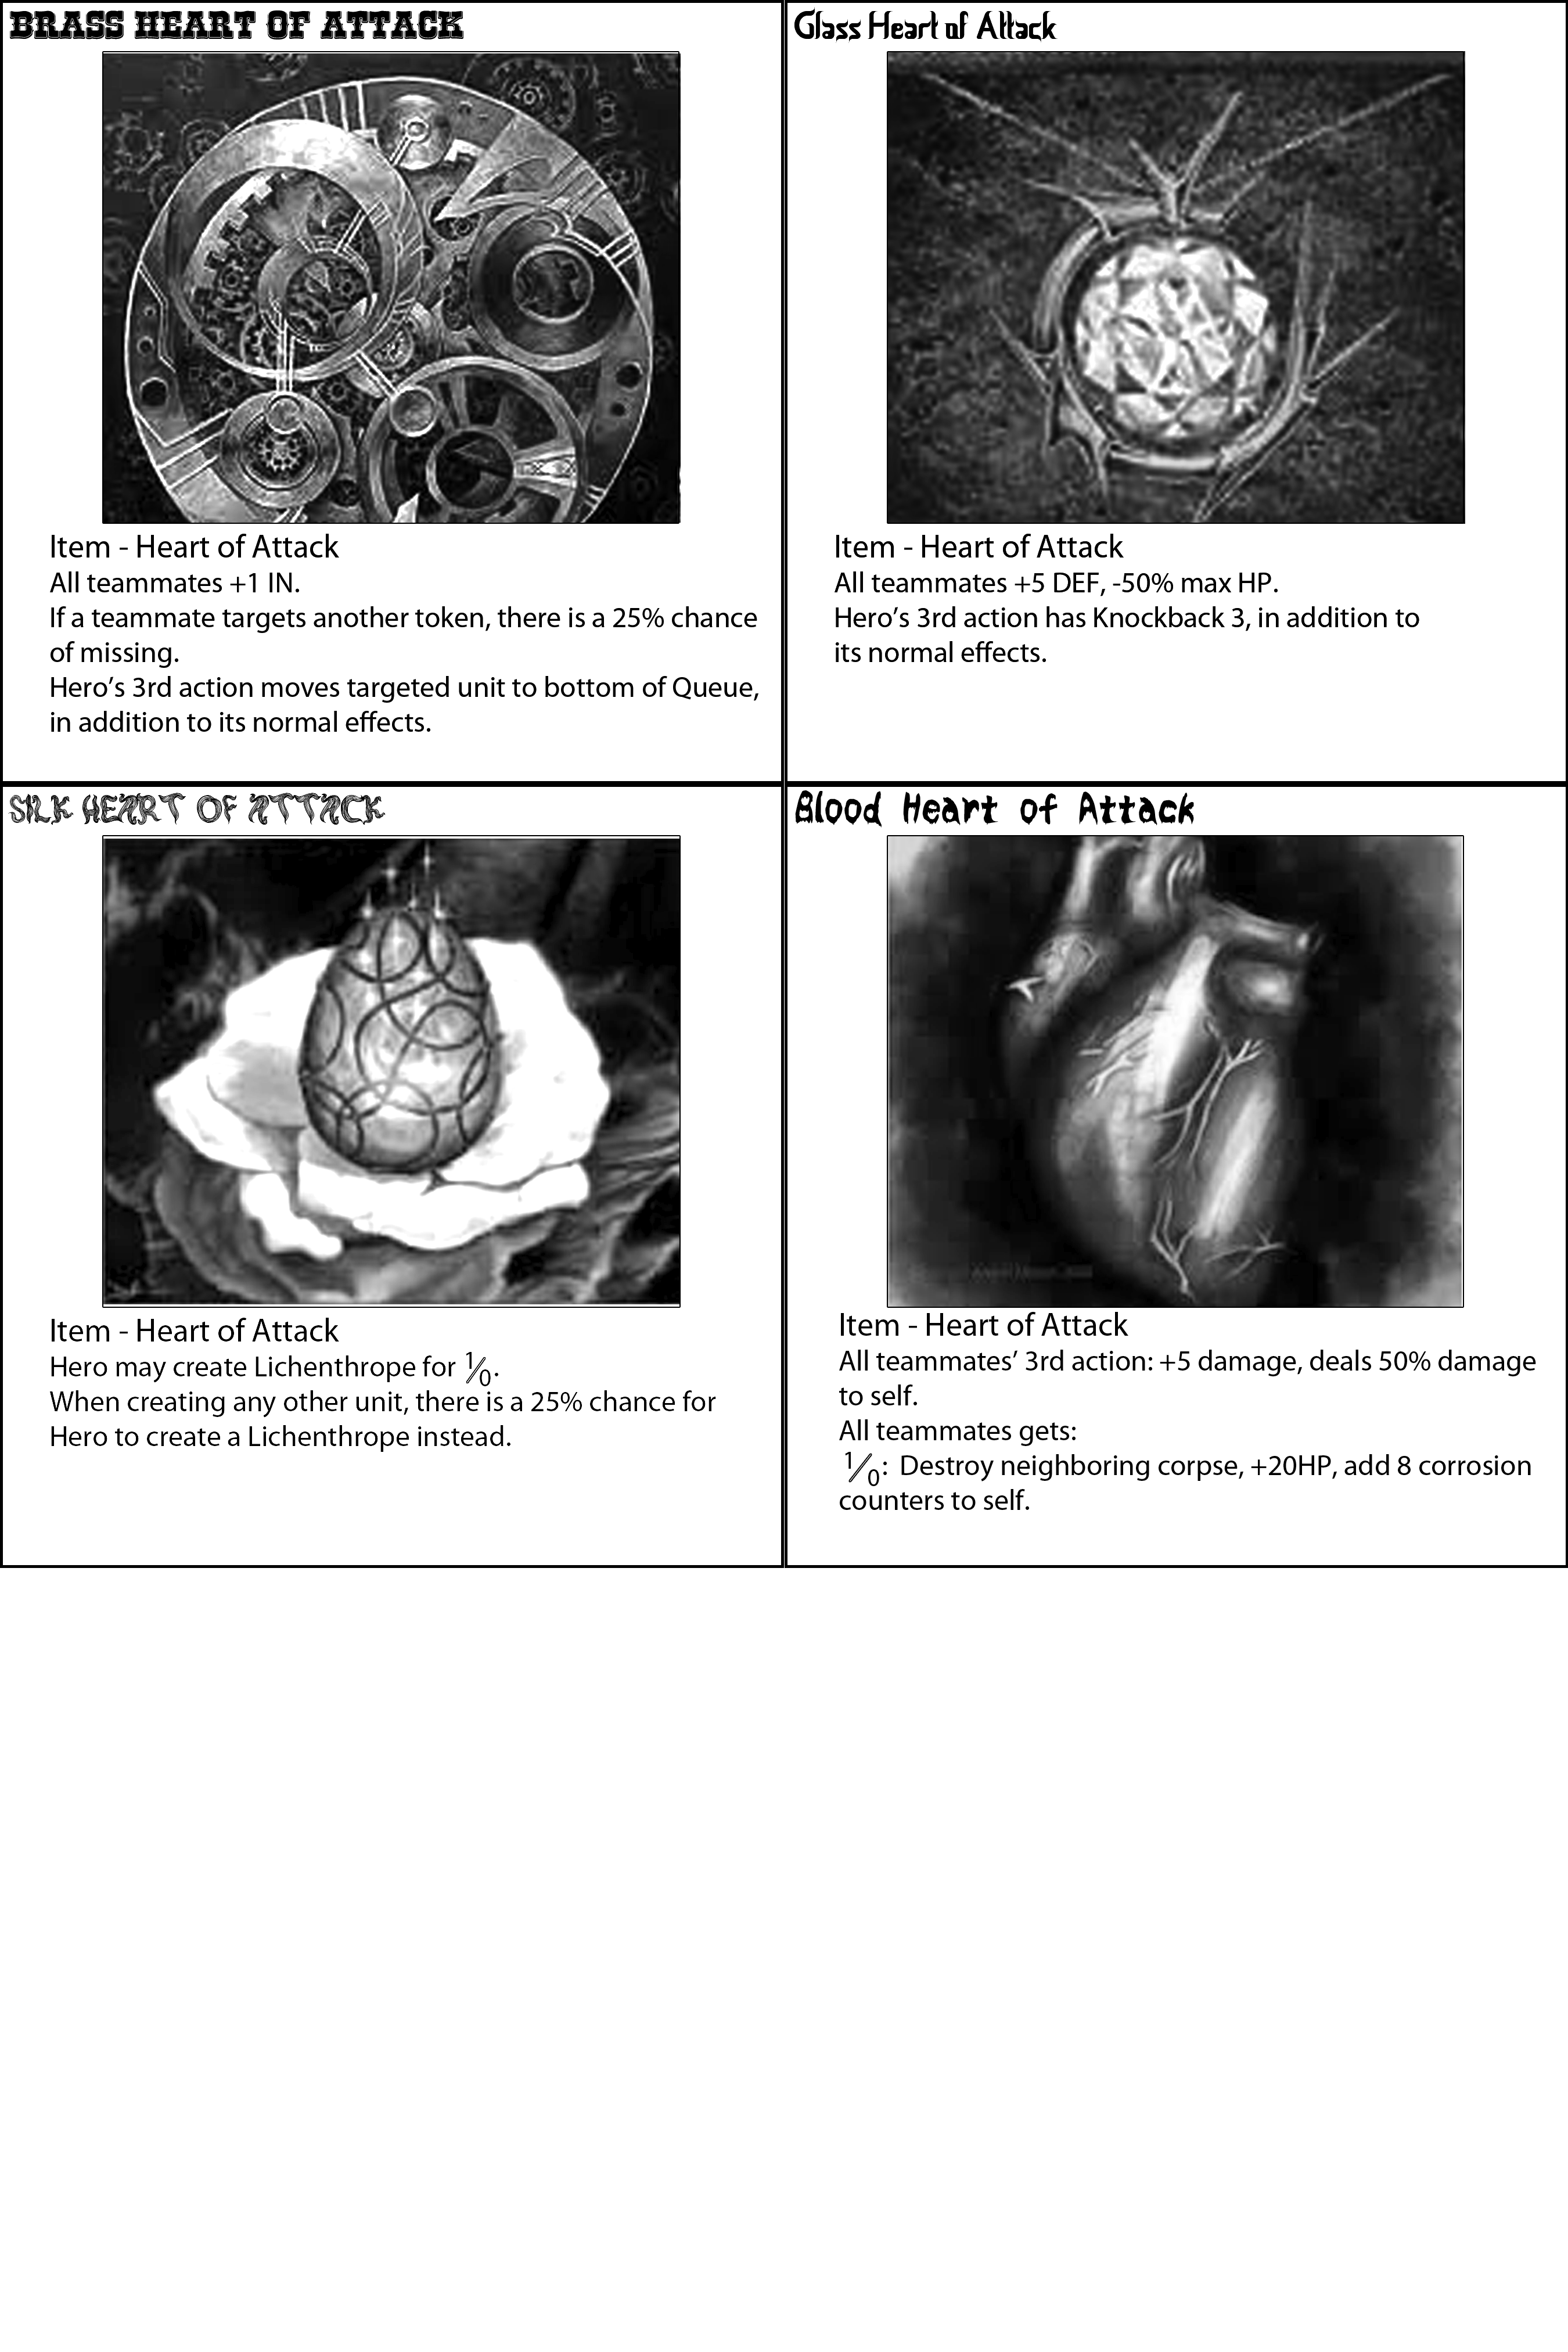 BRASS HEART OF ATTACK
Item - Heart of Attack
All teammates +1 IN.
If a teammate targets another token, there is a 25% chance
of missing.
Hero's 3rd action moves targeted unit to bottom of Queue,
in addition to its normal effects.
Glass Heart of Attack
Item - Heart of Attack
All teammates +5 DEF, -50% max HP.
Hero's 3rd action has Knockback 3, in addition to
its normal effects.
SILK HEART OF ATTACK
Item - Heart of Attack
Hero may create Lichenthrope for 1/0.
When creating any other unit, there is a 25% chance for
Hero to create a Lichenthrope instead.
Blood Heart of Attack
Item - Heart of Attack
All teammates' 3rd action: +5 damage, deals 50% damage
to self.
All teammates gets:
1/0: Destroy neighboring corpse, +20HP, add 8 corrosion
counters to self.